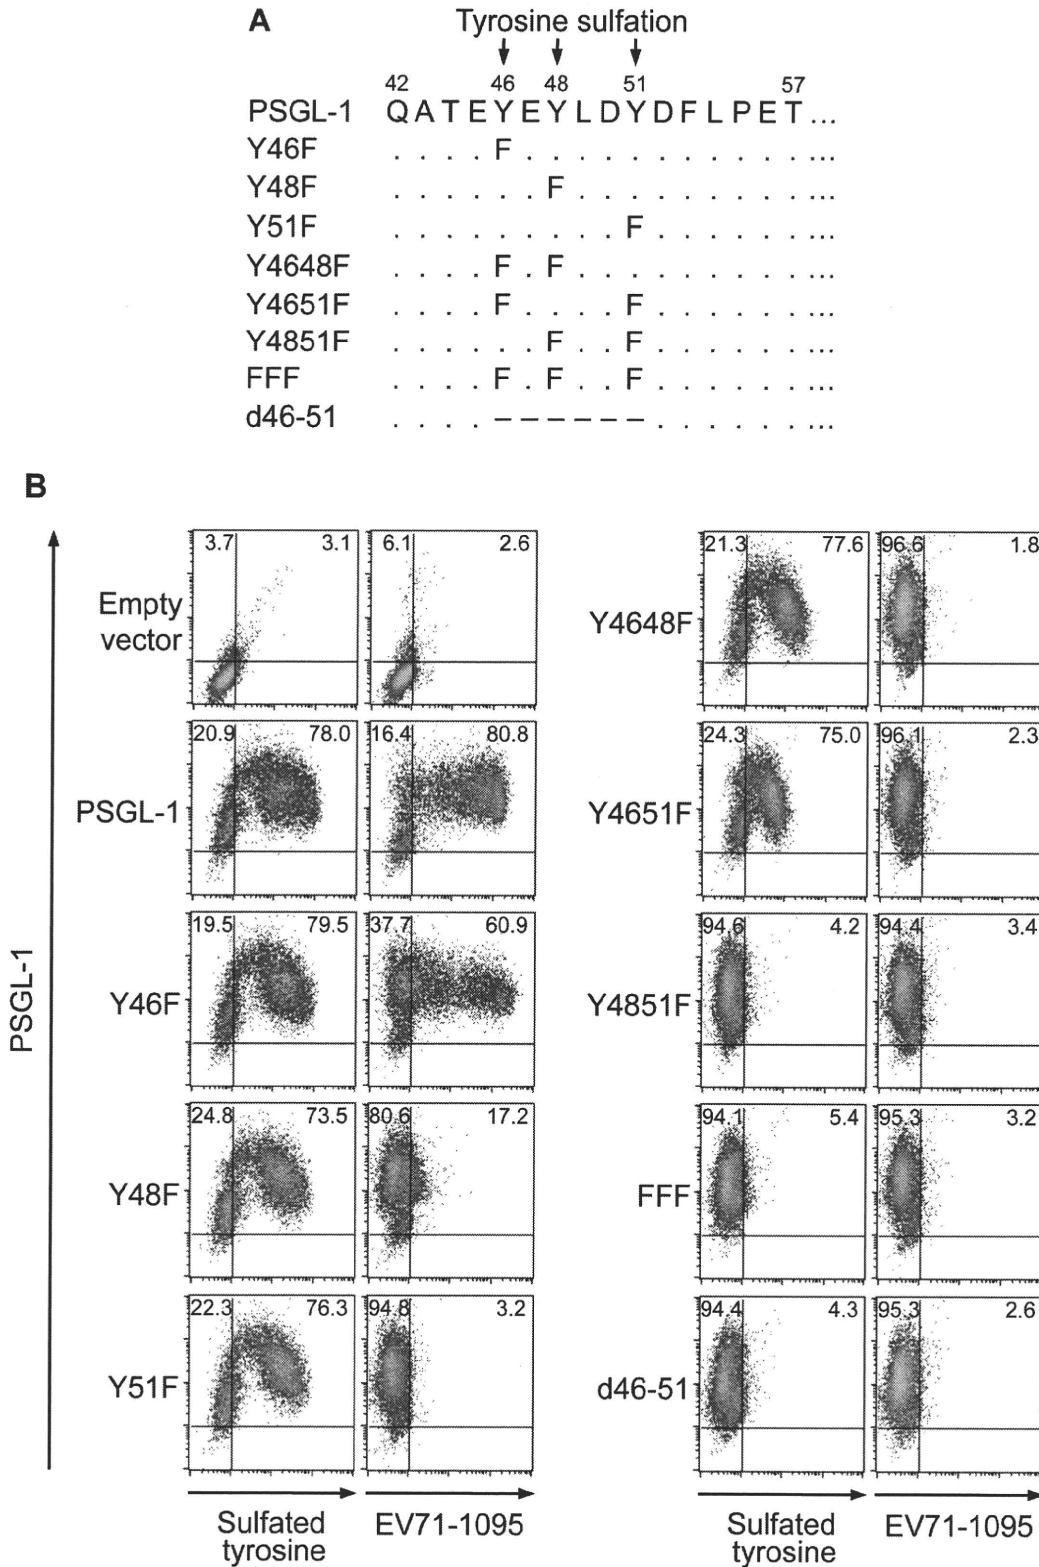 A
Tyrosine sulfation
42 46 48 51 57
PSGL-1 Q A T E Y E Y L D Y D F L P E T ...
Y46F . . . . F . . . . . . . . . . . ...
Y48F . . . . . . F . . . . . . . . . ...
Y51F . . . . . . . . . F . . . . . . ...
Y4648F . . . . F . F . . . . . . . . . ...
Y4651F . . . . F . . . . F . . . . . . ...
Y4851F . . . . . . F . . F . . . . . . ...
FFF . . . . F . F . . F . . . . . . ...
d46-51 . . . . – – – – – – . . . . . . ...
B
PSGL-1
Empty
vector
3.7 3.1 6.1 2.6
PSGL-1 20.9 78.0 16.4 80.8
Y46F 19.5 79.5 37.7 60.9
Y48F 24.8 73.5 80.6 17.2
Y51F 22.3 76.3 94.8 3.2
Sulfated
tyrosine
EV71-1095
Y4648F 21.3 77.6 96.6 1.8
Y4651F 24.3 75.0 96.1 2.3
Y4851F 94.6 4.2 94.4 3.4
FFF 94.1 5.4 95.3 3.2
d46-51 94.4 4.3 95.3 2.6
Sulfated
tyrosine
EV71-1095